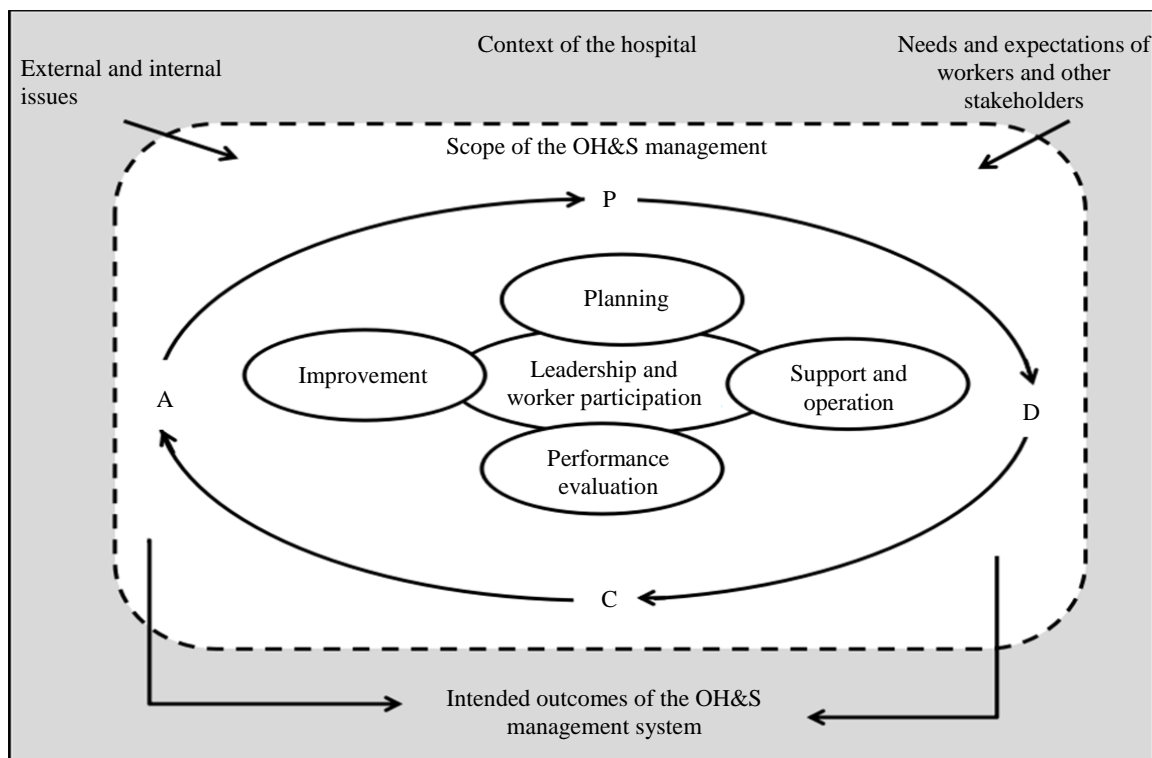 Context of the hospital
External and internal
issues
Needs and expectations of
workers and other
stakeholders
Scope of the OH&S management
P
Planning
Improvement
Leadership and
worker participation
Support and
operation
A
D
Performance
evaluation
C
Intended outcomes of the OH&S
management system